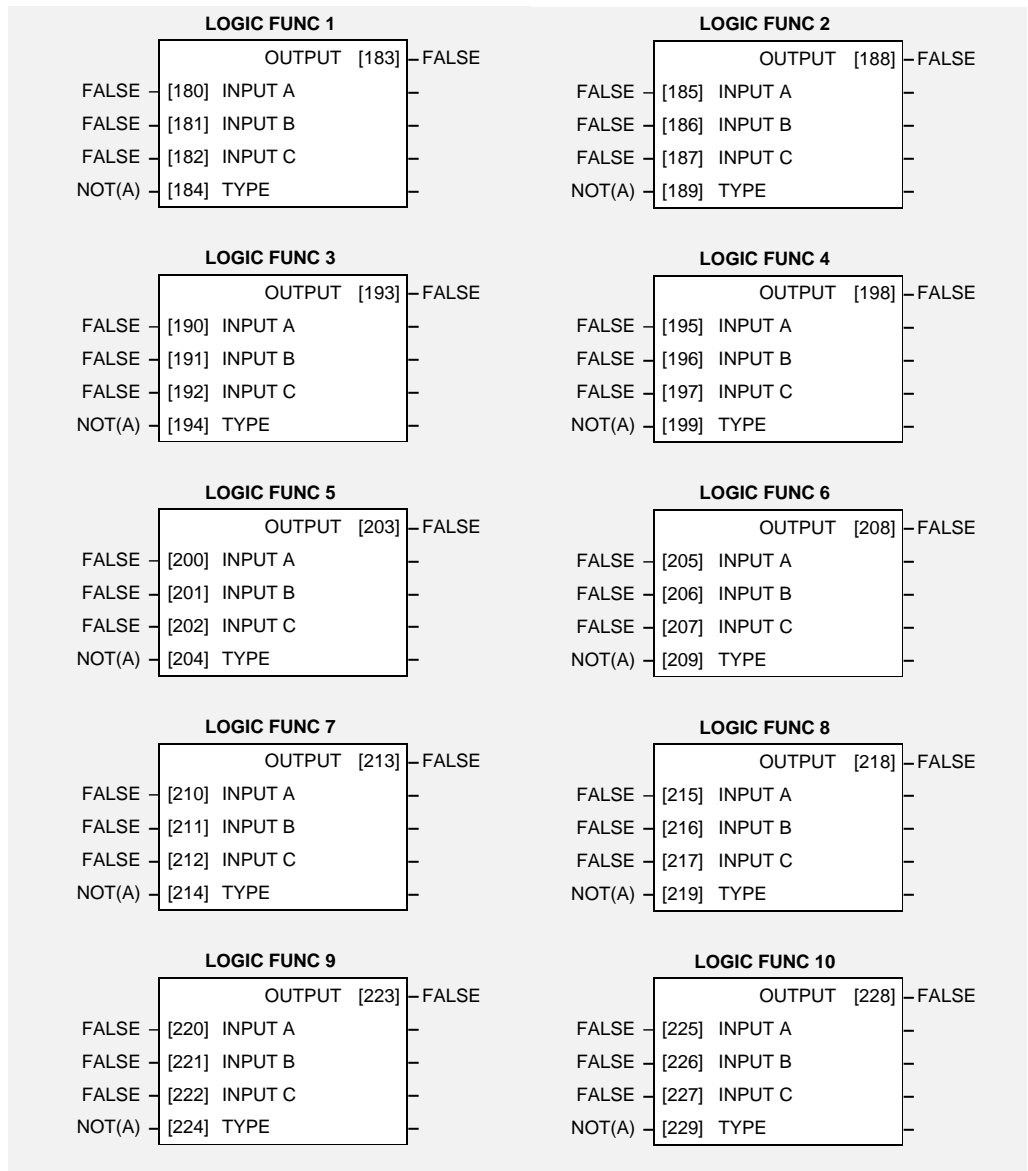 LOGIC FUNC 1
OUTPUT [183] – FALSE
FALSE – [180] INPUT A –
FALSE – [181] INPUT B –
FALSE – [182] INPUT C –
NOT(A) – [184] TYPE –
LOGIC FUNC 2
OUTPUT [188] – FALSE
FALSE – [185] INPUT A –
FALSE – [186] INPUT B –
FALSE – [187] INPUT C –
NOT(A) – [189] TYPE –
LOGIC FUNC 3
OUTPUT [193] – FALSE
FALSE – [190] INPUT A –
FALSE – [191] INPUT B –
FALSE – [192] INPUT C –
NOT(A) – [194] TYPE –
LOGIC FUNC 4
OUTPUT [198] – FALSE
FALSE – [195] INPUT A –
FALSE – [196] INPUT B –
FALSE – [197] INPUT C –
NOT(A) – [199] TYPE –
LOGIC FUNC 5
OUTPUT [203] – FALSE
FALSE – [200] INPUT A –
FALSE – [201] INPUT B –
FALSE – [202] INPUT C –
NOT(A) – [204] TYPE –
LOGIC FUNC 6
OUTPUT [208] – FALSE
FALSE – [205] INPUT A –
FALSE – [206] INPUT B –
FALSE – [207] INPUT C –
NOT(A) – [209] TYPE –
LOGIC FUNC 7
OUTPUT [213] – FALSE
FALSE – [210] INPUT A –
FALSE – [211] INPUT B –
FALSE – [212] INPUT C –
NOT(A) – [214] TYPE –
LOGIC FUNC 8
OUTPUT [218] – FALSE
FALSE – [215] INPUT A –
FALSE – [216] INPUT B –
FALSE – [217] INPUT C –
NOT(A) – [219] TYPE –
LOGIC FUNC 9
OUTPUT [223] – FALSE
FALSE – [220] INPUT A –
FALSE – [221] INPUT B –
FALSE – [222] INPUT C –
NOT(A) – [224] TYPE –
LOGIC FUNC 10
OUTPUT [228] – FALSE
FALSE – [225] INPUT A –
FALSE – [226] INPUT B –
FALSE – [227] INPUT C –
NOT(A) – [229] TYPE –